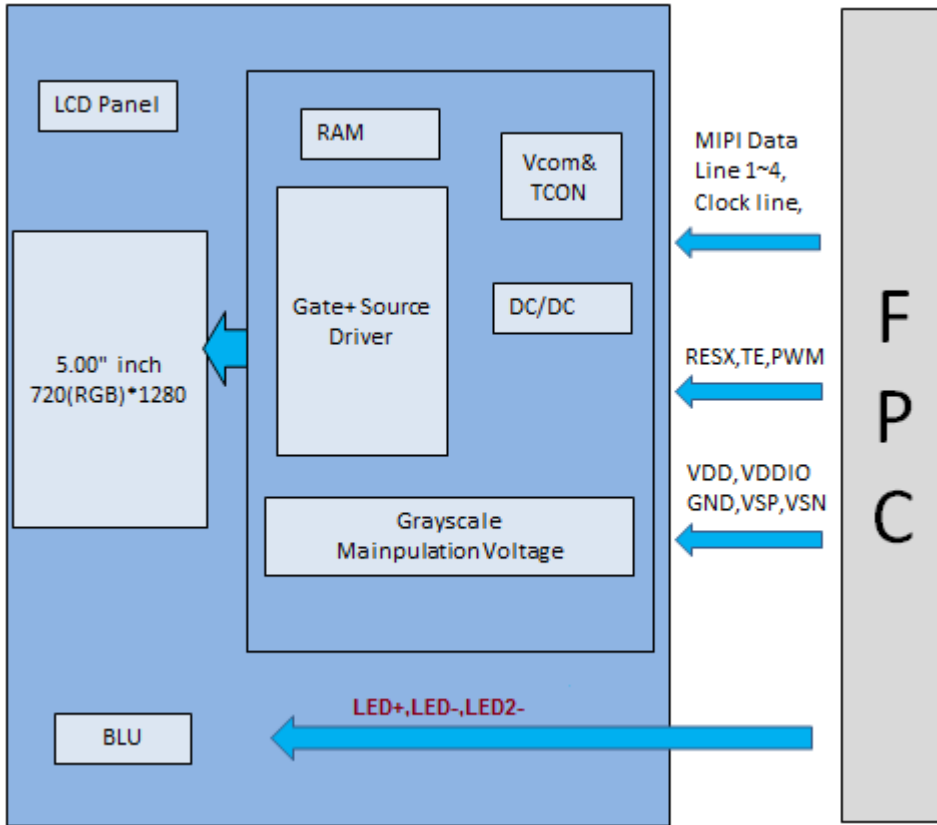 LCD Panel
RAM
Vcom&
TCON
MIPI Data
Line 1~4,
Clock line,
Gate+ Source
Driver
DC/DC
5.00" inch
720(RGB)*1280
RESX,TE,PWM
VDD,VDDIO
GND,VSP,VSN
Grayscale
Mainpulation Voltage
LED+,LED-,LED2-
BLU
F
P
C